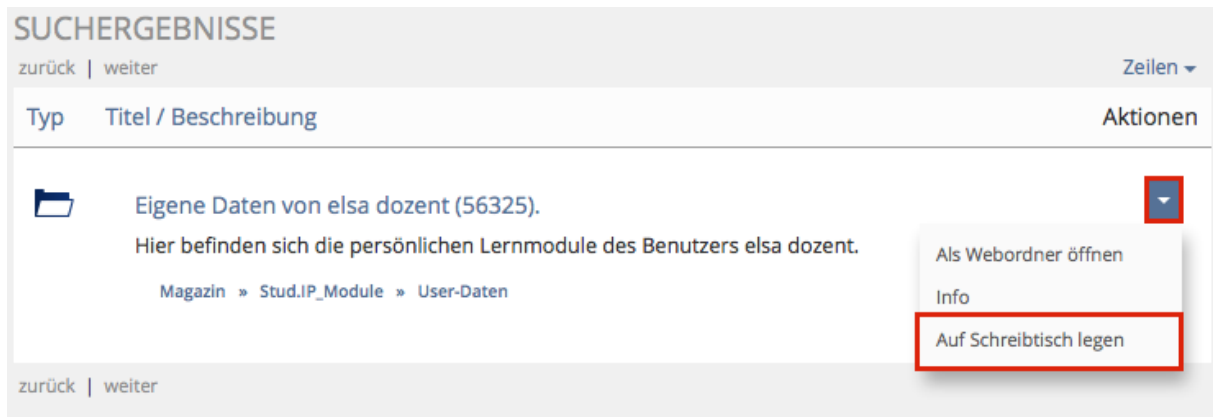 SUCHERGEBNISSE
zurück | weiter
Zeilen
Typ Titel / Beschreibung Aktionen
Eigene Daten von elsa dozent (56325).
Hier befinden sich die persönlichen Lernmodule des Benutzers elsa dozent.
Magazin » Stud.IP_Module » User-Daten
Als Webordner öffnen
Info
Auf Schreibtisch legen
zurück | weiter